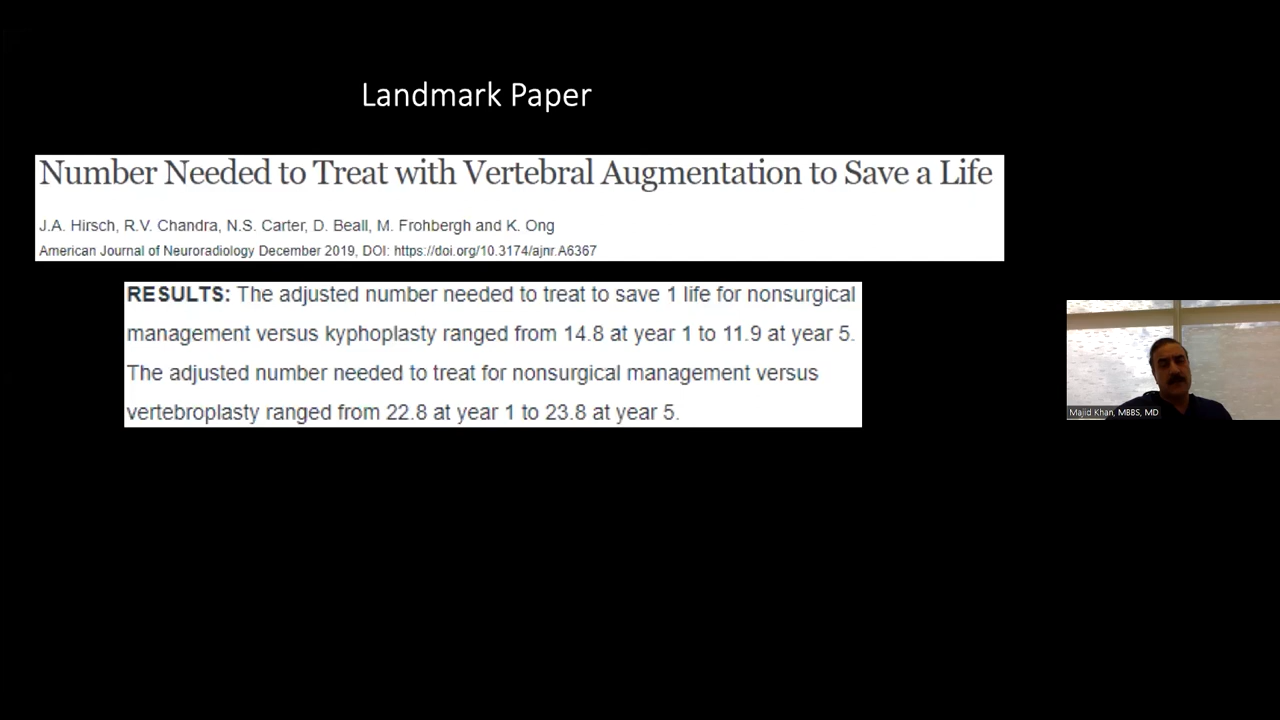 Landmark Paper
Number Needed to Treat with Vertebral Augmentation to Save a Life
J.A. Hirsch, R.V. Chandra, N.S. Carter, D. Beall, M. Frohbergh and K. Ong
American Journal of Neuroradiology December 2019, DOI: https://doi.org/10.3174/ajnr.A6367
RESULTS: The adjusted number needed to treat to save 1 life for nonsurgical
management versus kyphoplasty ranged from 14.8 at year 1 to 11.9 at year 5.
The adjusted number needed to treat for nonsurgical management versus
vertebroplasty ranged from 22.8 at year 1 to 23.8 at year 5.
Majid Khan, MBBS, MD